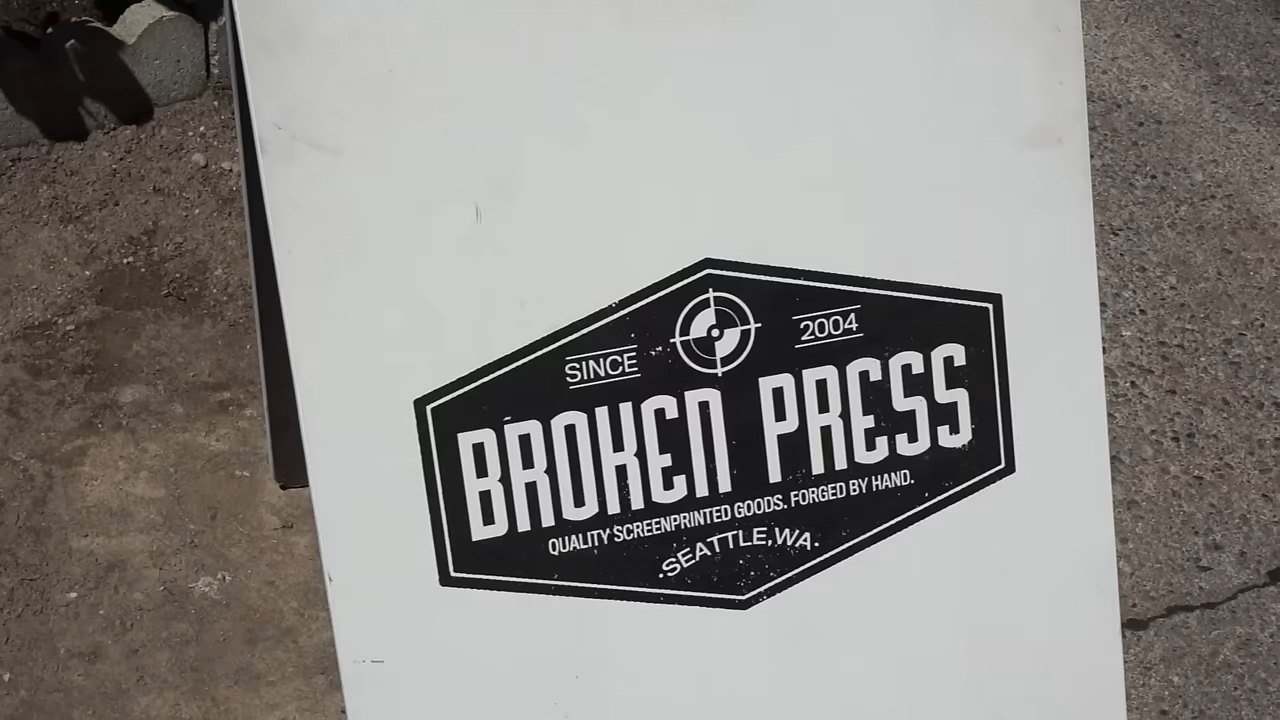 SINCE 2004
BROKEN PRESS
QUALITY SCREENPRINTED GOODS. FORGED BY HAND.
·SEATTLE, WA·